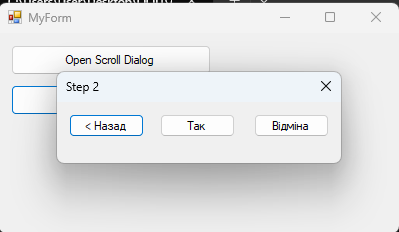 MyForm
Open Scroll Dialog
Step 2
< Назад
Так
Відміна